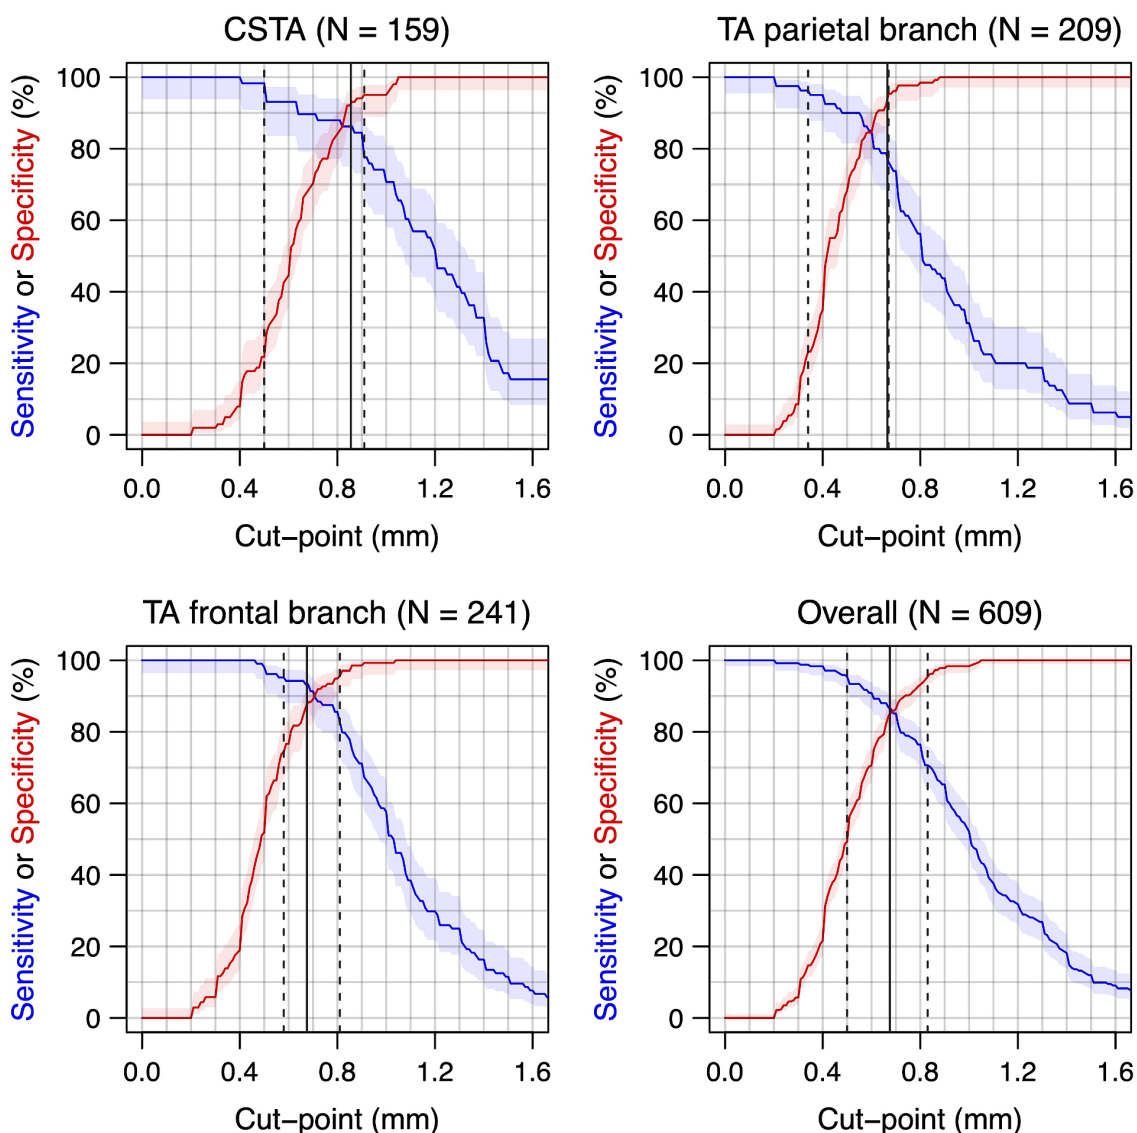 CSTA (N = 159)
Sensitivity or Specificity (%)
100
80
60
40
20
0
0.0 0.4 0.8 1.2 1.6
Cut−point (mm)
TA parietal branch (N = 209)
Sensitivity or Specificity (%)
100
80
60
40
20
0
0.0 0.4 0.8 1.2 1.6
Cut−point (mm)
TA frontal branch (N = 241)
Sensitivity or Specificity (%)
100
80
60
40
20
0
0.0 0.4 0.8 1.2 1.6
Cut−point (mm)
Overall (N = 609)
Sensitivity or Specificity (%)
100
80
60
40
20
0
0.0 0.4 0.8 1.2 1.6
Cut−point (mm)